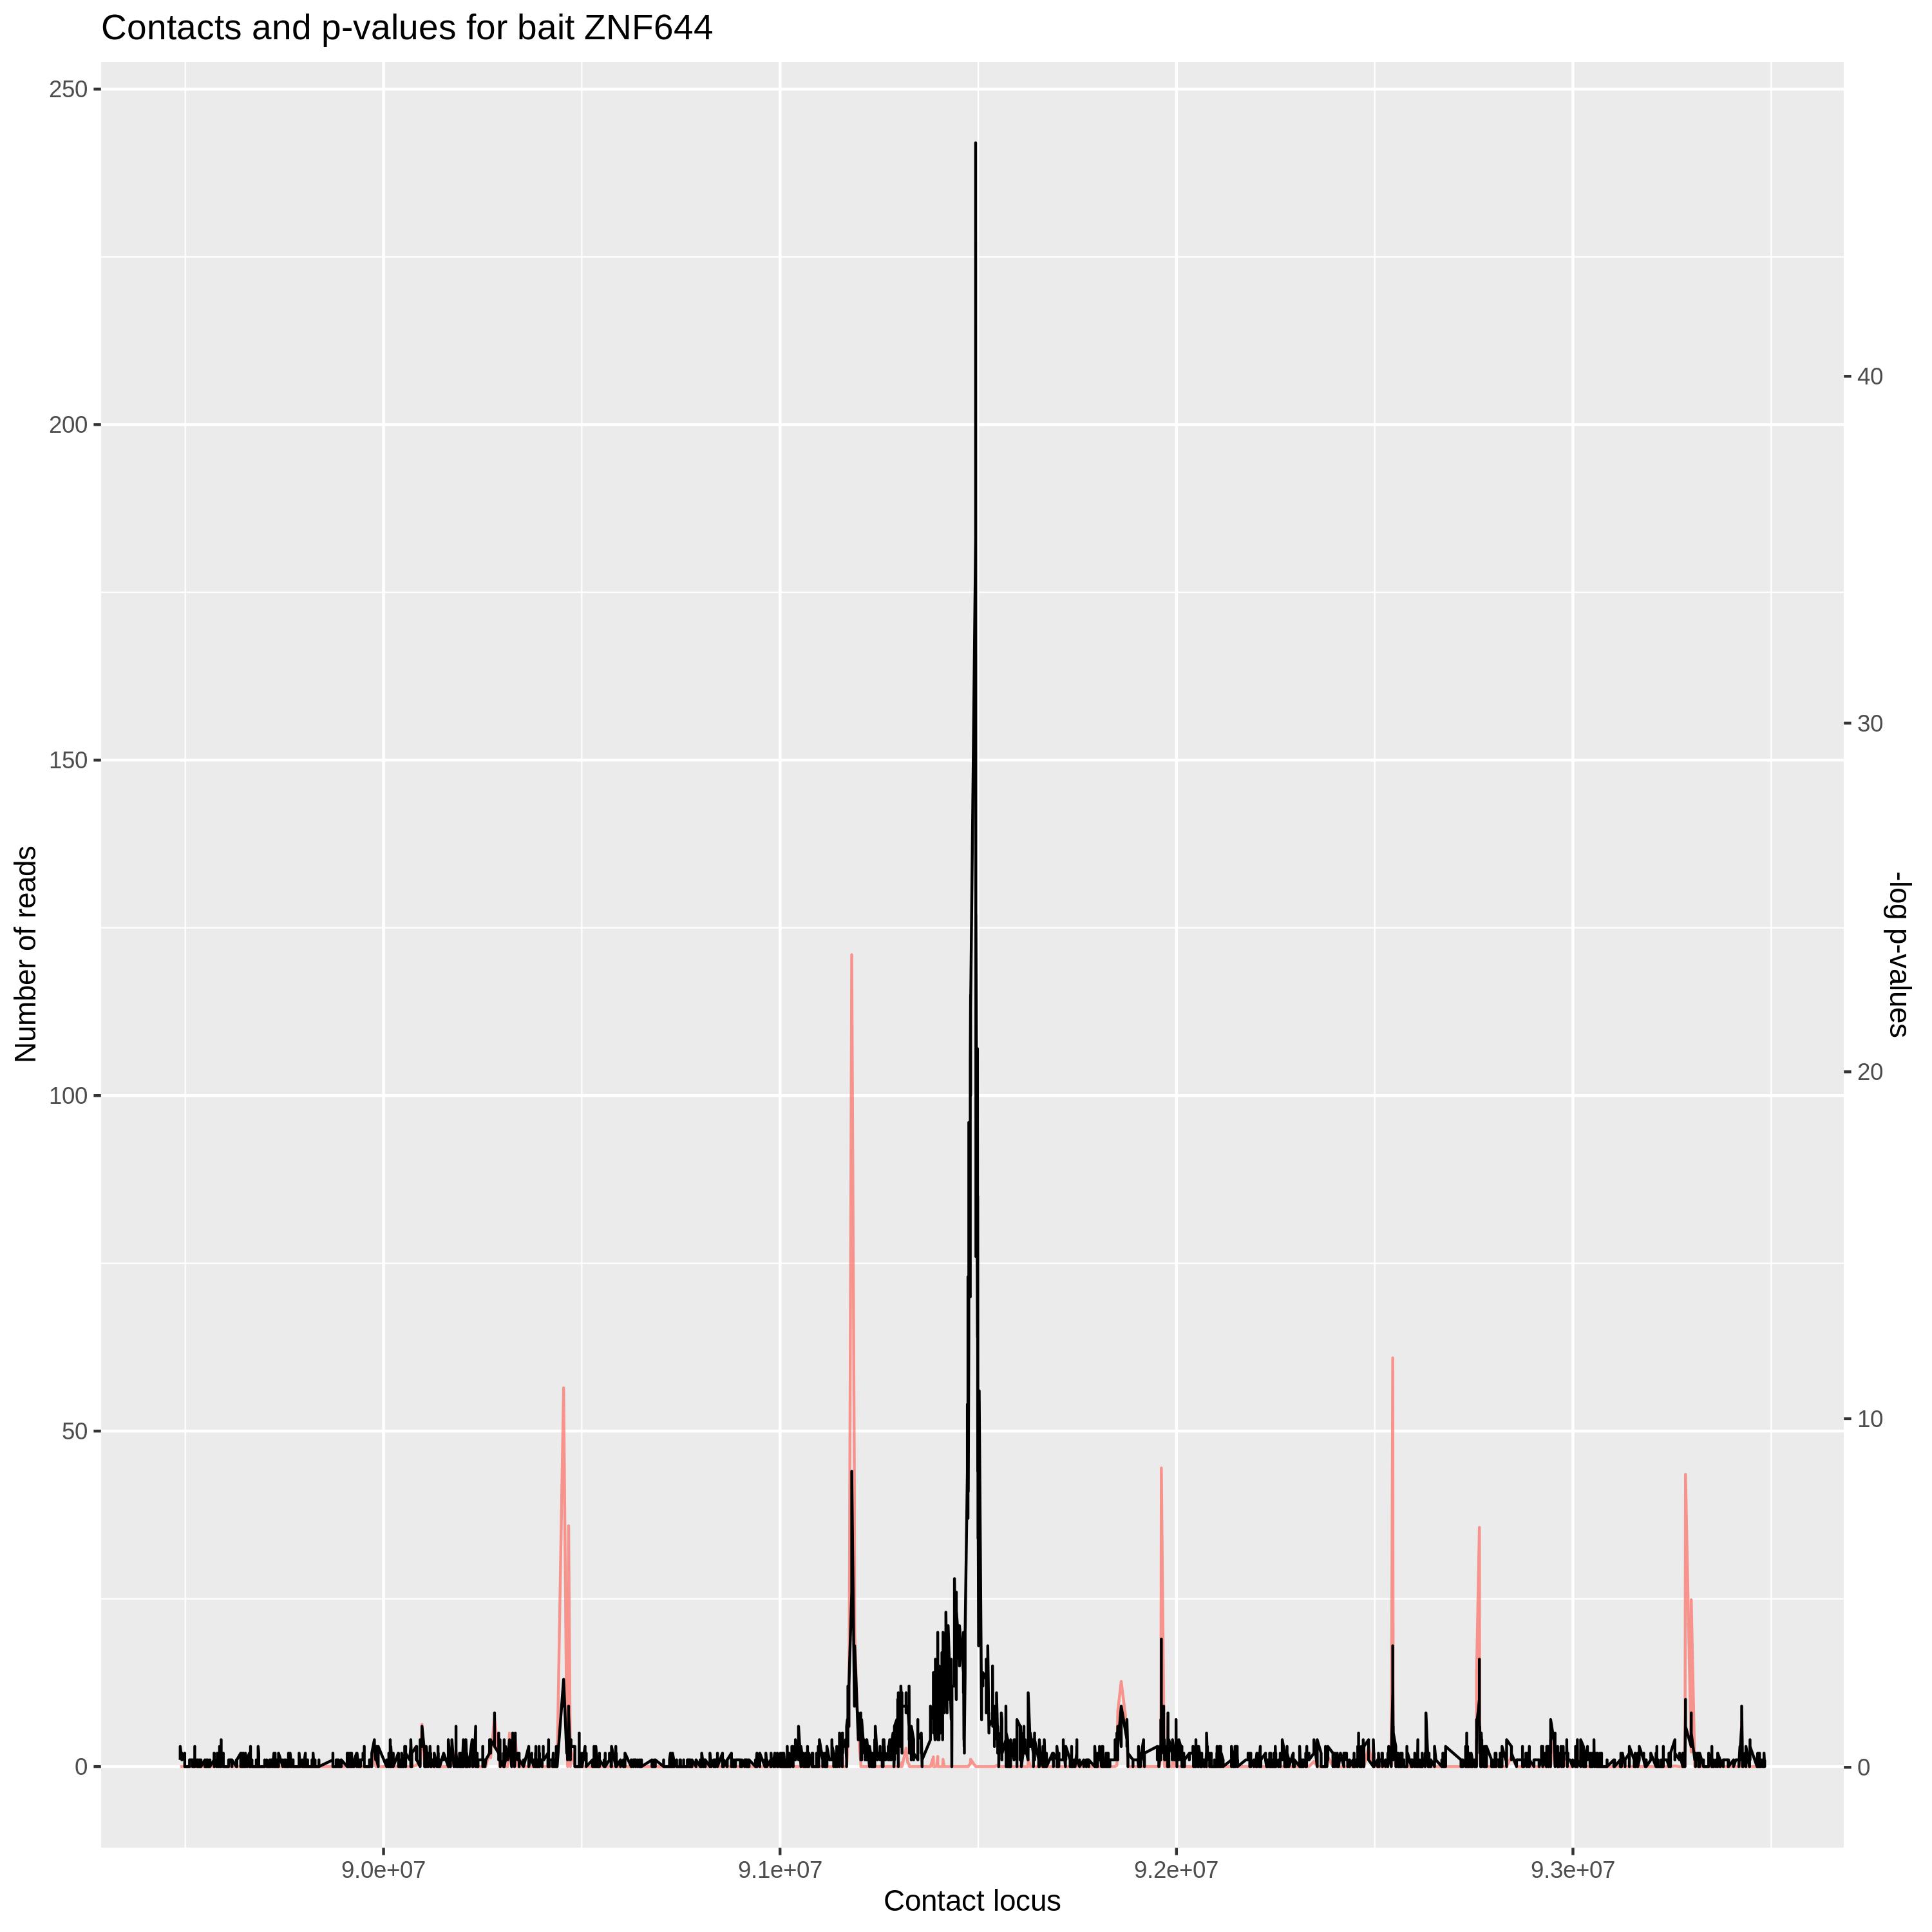 Contacts and p-values for bait ZNF644
250
200
150
100
50
0
Number of reads
40
30
20
10
0
-log p-values
9.0e+07 9.1e+07 9.2e+07 9.3e+07
Contact locus